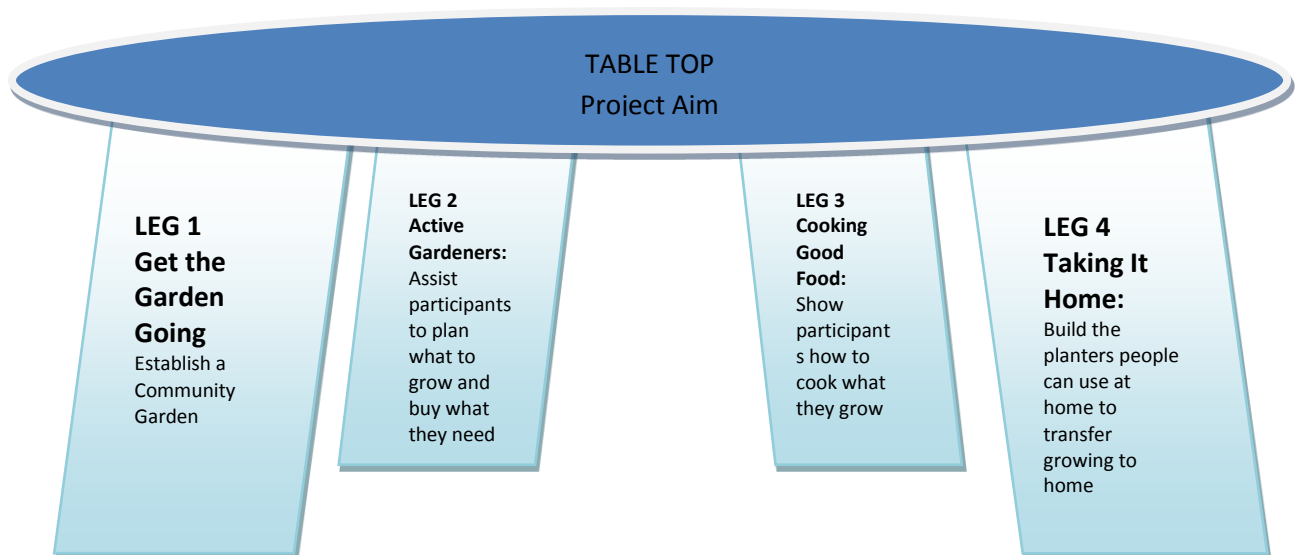 TABLE TOP
Project Aim
LEG 1
Get the
Garden
Going
Establish a
Community
Garden
LEG 2
Active
Gardeners:
Assist
participants
to plan
what to
grow and
buy what
they need
LEG 3
Cooking
Good
Food:
Show
participant
s how to
cook what
they grow
LEG 4
Taking It
Home:
Build the
planters people
can use at
home to
transfer
growing to
home